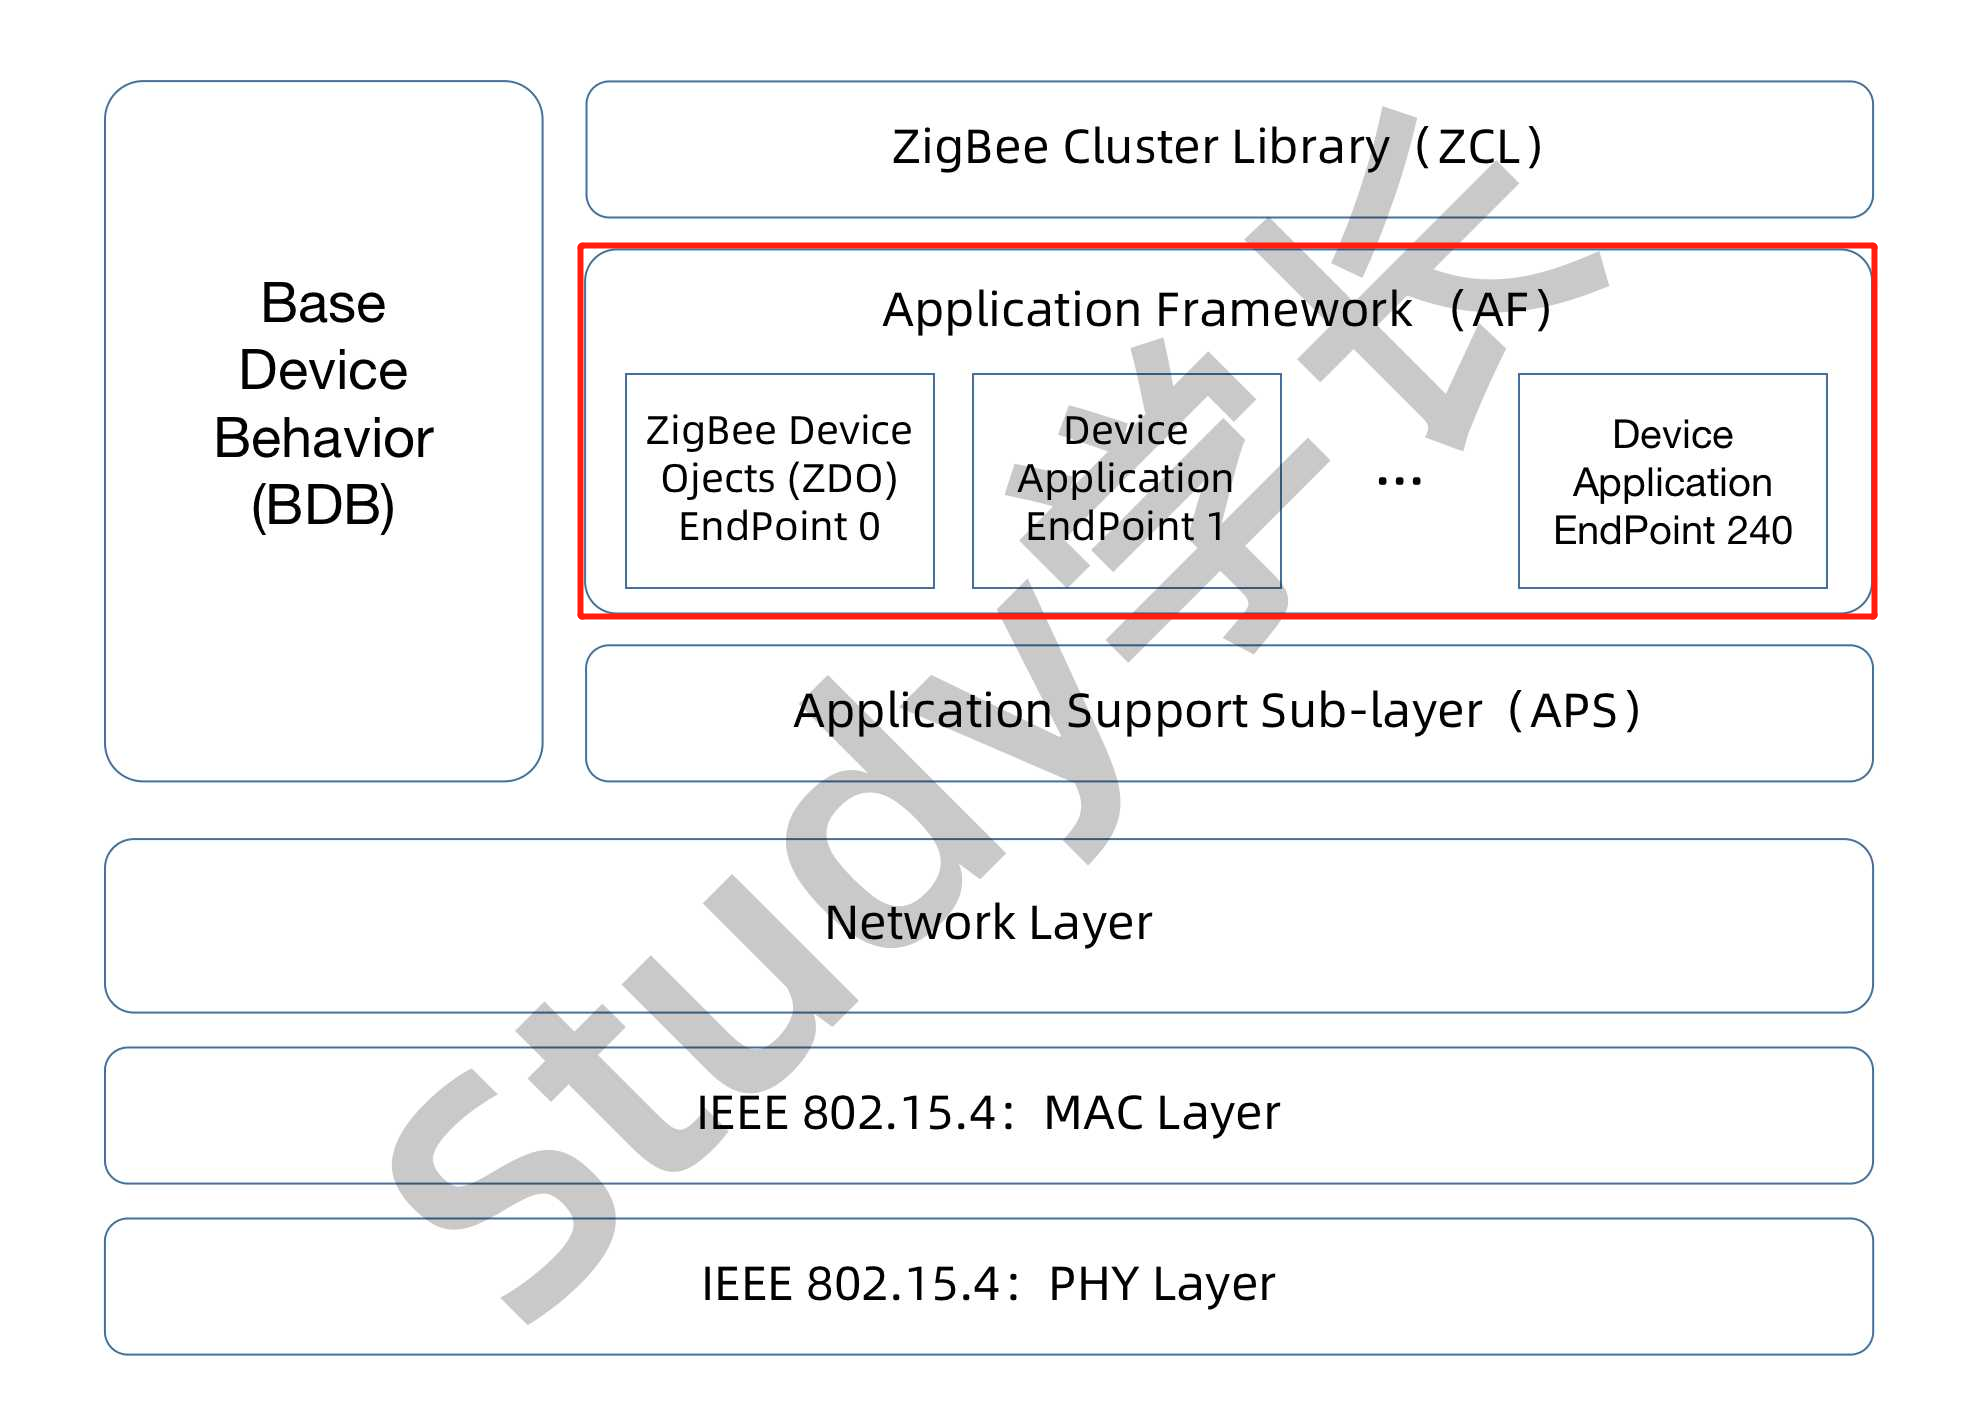 Base
Device
Behavior
(BDB)
ZigBee Cluster Library（ZCL）
Application Framework （AF）
ZigBee Device
Ojects (ZDO)
EndPoint 0
Device
Application
EndPoint 1
...
Device
Application
EndPoint 240
Application Support Sub-layer（APS）
Network Layer
IEEE 802.15.4：MAC Layer
IEEE 802.15.4：PHY Layer
Study学长